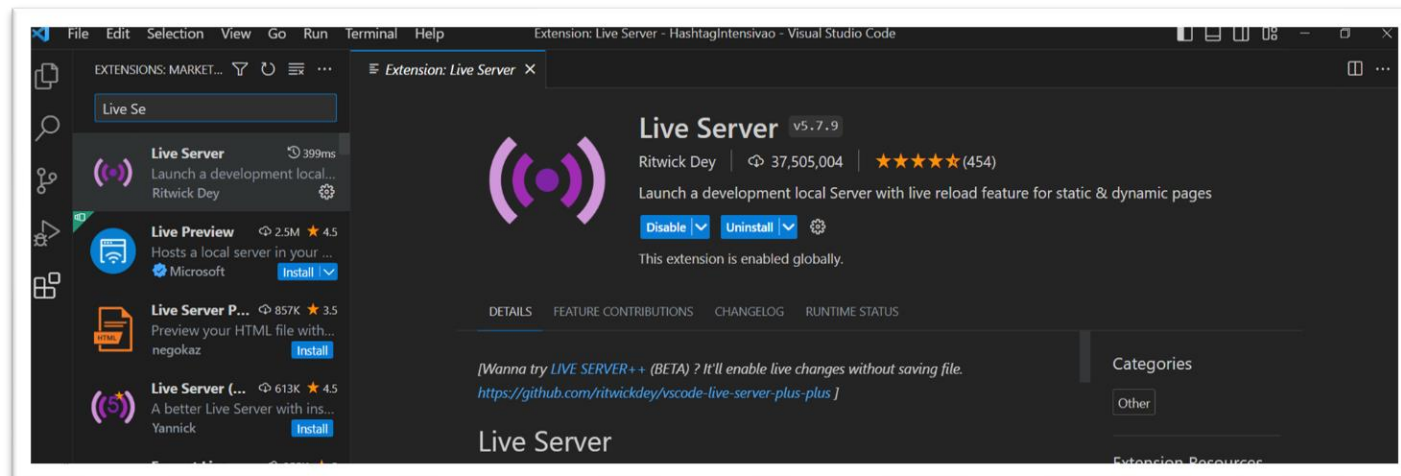 File Edit Selection View Go Run Terminal Help
Extension: Live Server - HashtagIntensivao - Visual Studio Code
EXTENSIONS: MARKET...
Live Se
Live Server 399ms
Launch a development local...
Ritwick Dey
Live Preview 2.5M ★ 4.5
Hosts a local server in your ...
Microsoft Install
Live Server P... 857K ★ 3.5
Preview your HTML file with...
negokaz Install
HTML
Live Server (... 613K ★ 4.5
A better Live Server with ins...
Yannick Install
5
Extension: Live Server
Live Server v5.7.9
Ritwick Dey 37,505,004 (454)
Launch a development local Server with live reload feature for static & dynamic pages
Disable Uninstall
This extension is enabled globally.
DETAILS FEATURE CONTRIBUTIONS CHANGELOG RUNTIME STATUS
[Wanna try LIVE SERVER++ (BETA) ? It'll enable live changes without saving file.
https://github.com/ritwickdey/vscode-live-server-plus-plus ]
Live Server
Categories
Other
Extension Resources